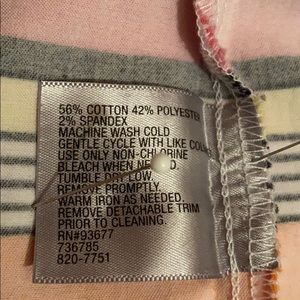 56% COTTON 42% POLYESTER
2% SPANDEX
MACHINE WASH COLD
GENTLE CYCLE WITH LIKE
USE ONLY NON-CHLORINE
BLEACH WHEN
TUMBLE DRY LOW.
REMOVE PROMPTLY.
WARM IRON AS NEEDED.
REMOVE DETACHABLE TRIM
PRIOR TO CLEANING.
RN#93677
736785
820-7751